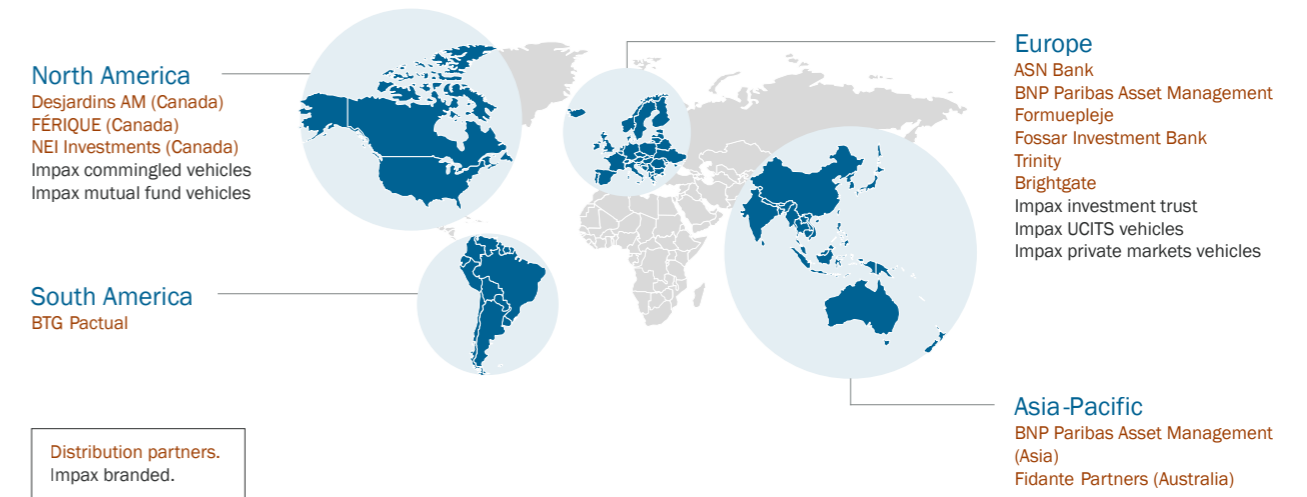 North America
Desjardins AM (Canada)
FÉRIQUE (Canada)
NEI Investments (Canada)
Impax commingled vehicles
Impax mutual fund vehicles
South America
BTG Pactual
Distribution partners.
Impax branded.
Europe
ASN Bank
BNP Paribas Asset Management
Formuepleje
Fossar Investment Bank
Trinity
Brightgate
Impax investment trust
Impax UCITS vehicles
Impax private markets vehicles
Asia-Pacific
BNP Paribas Asset Management
(Asia)
Fidante Partners (Australia)